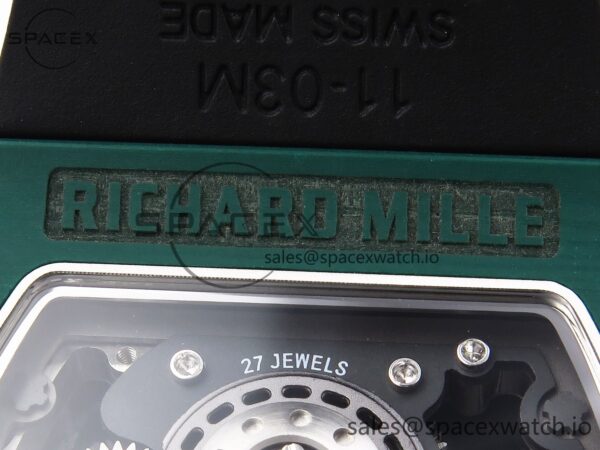 SPACEX
SWISS MADE
11-03M
RICHARD MILLE
SPACEX
sales@spacexwatch.io
27 JEWELS
sales@spacexwatch.io